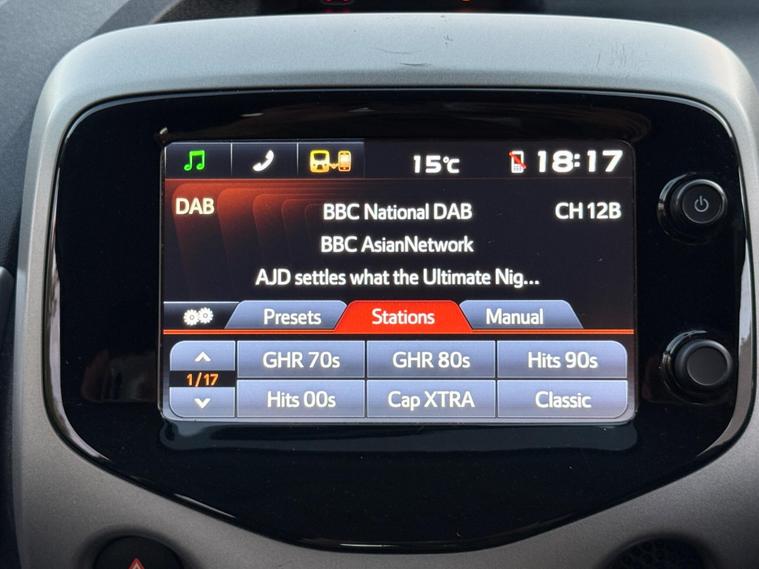 15°C 18:17
DAB BBC National DAB CH 12B
BBC AsianNetwork
AJD settles what the Ultimate Nig...
Presets Stations Manual
GHR 70s GHR 80s Hits 90s
1/17
Hits 00s Cap XTRA Classic